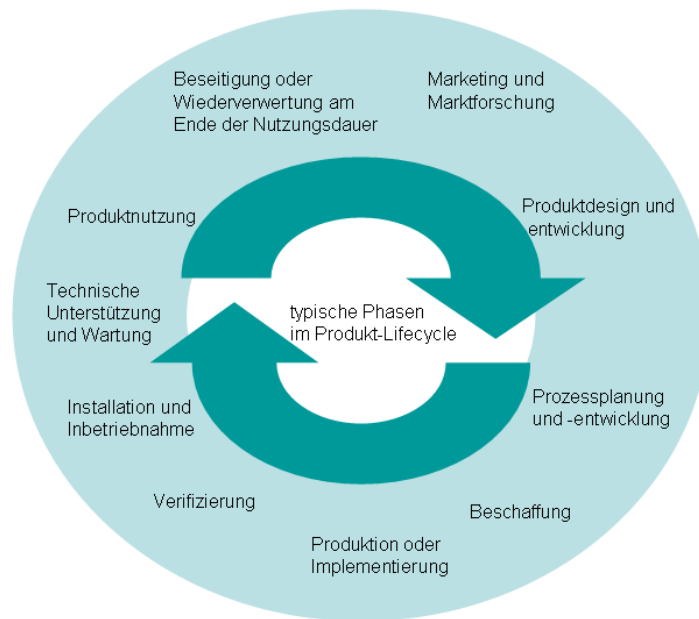 Beseitigung oder
Wiederverwertung am
Ende der Nutzungsdauer
Marketing und
Marktforschung
Produktdesign und
entwicklung
Prozessplanung
und -entwicklung
Beschaffung
Produktion oder
Implementierung
Verifizierung
Installation und
Inbetriebnahme
Technische
Unterstützung
und Wartung
Produktnutzung
typische Phasen
im Produkt-Lifecycle